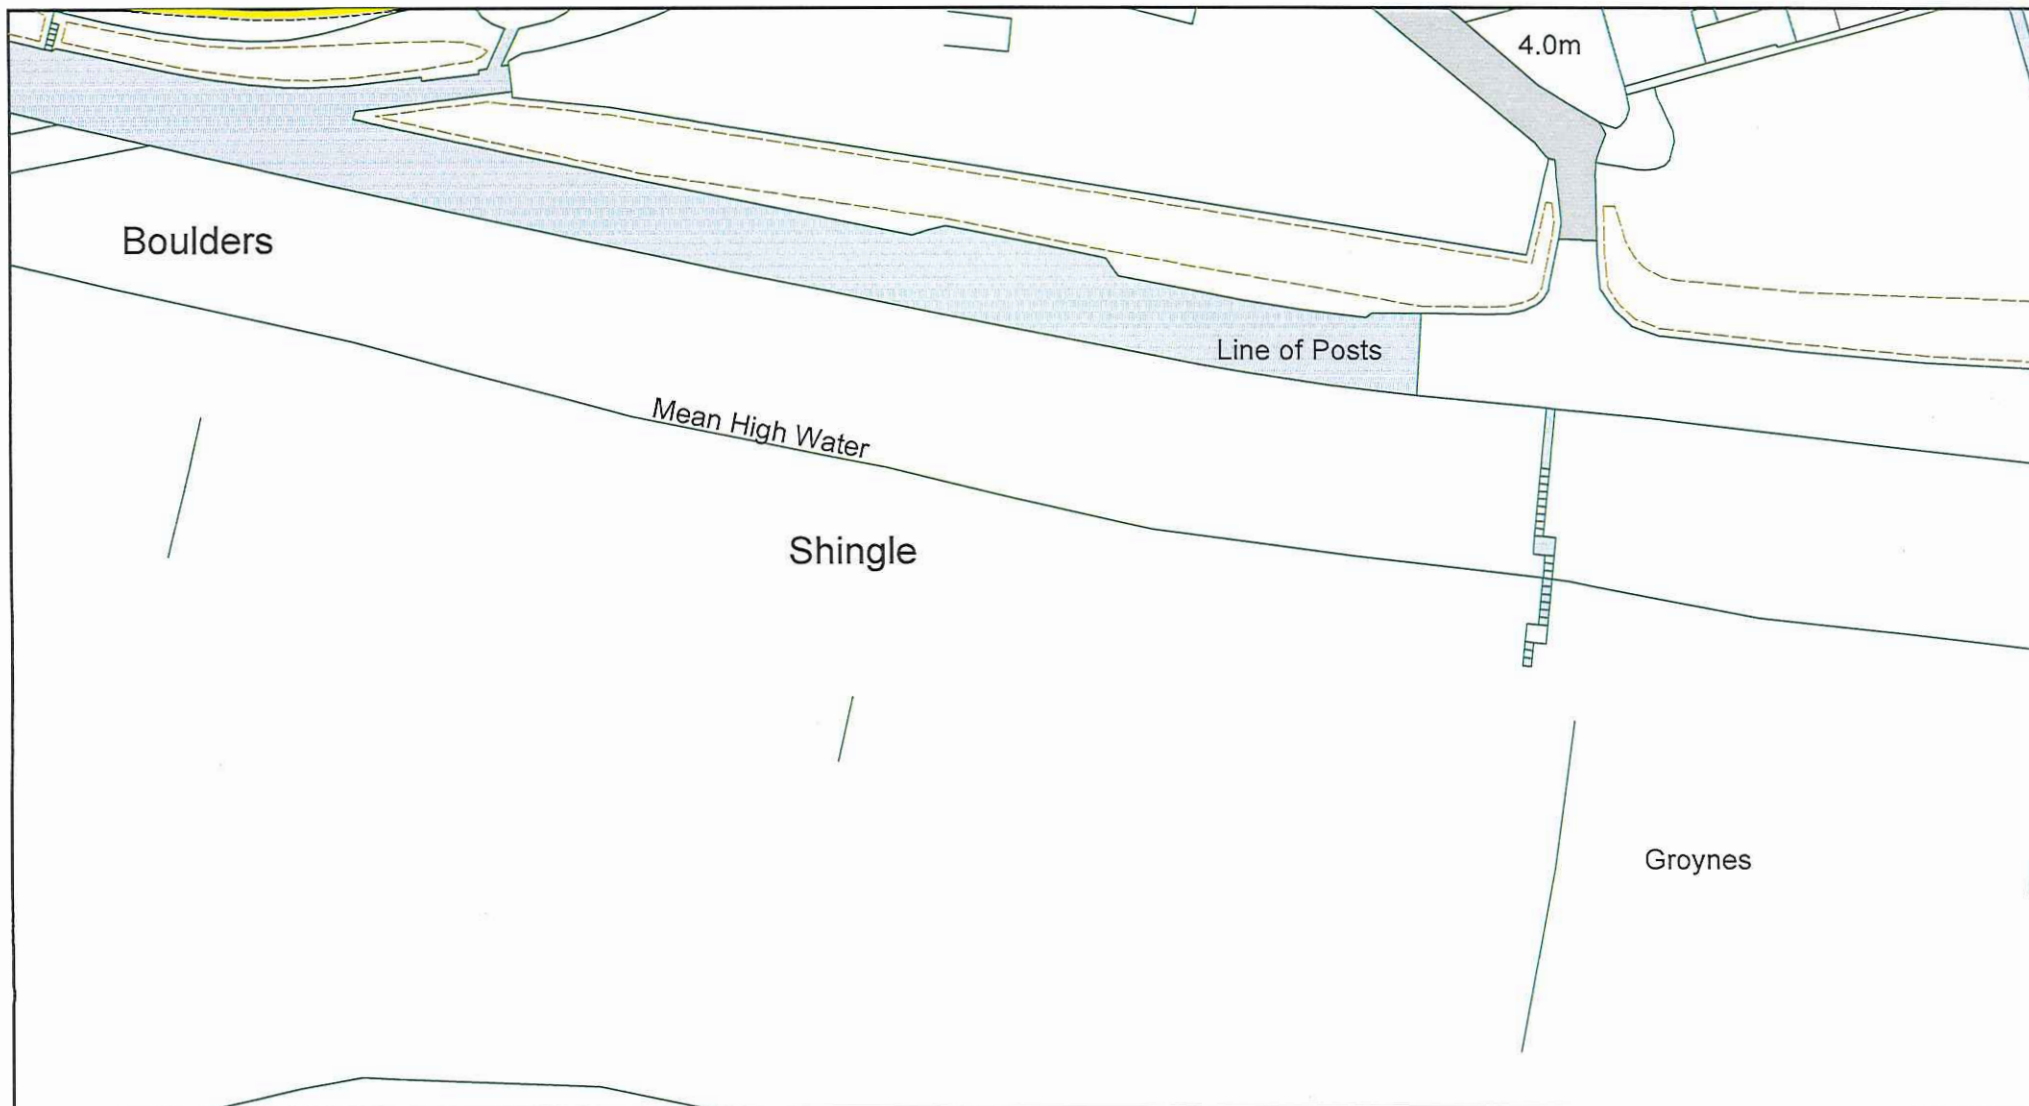 4.0m
Boulders
Line of Posts
Mean High Water
Shingle
Groynes